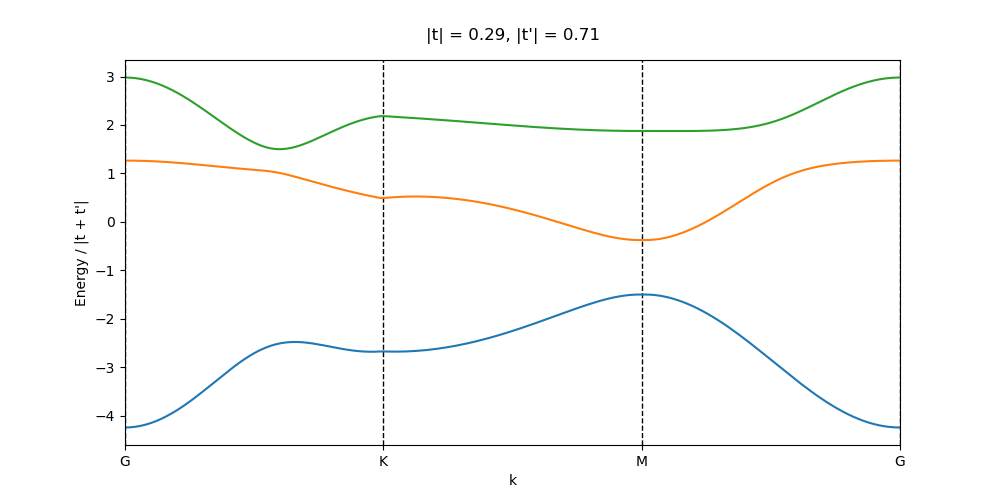 |t| = 0.29, |t'| = 0.71
Energy / |t + t'|
3
2
1
0
−1
−2
−3
−4
G
K
M
G
k